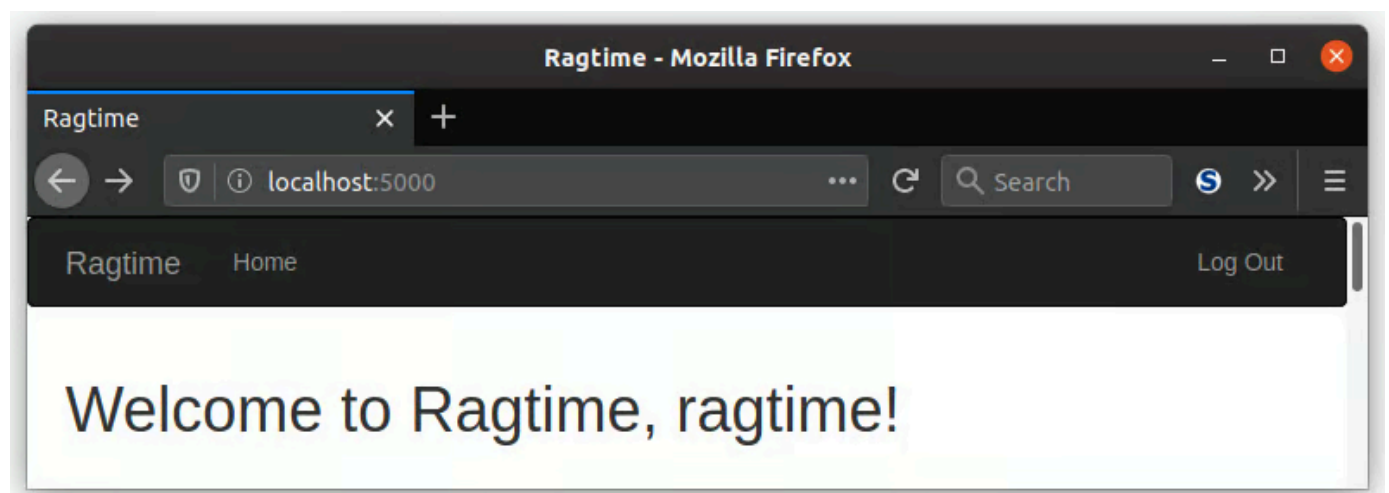 Ragtime - Mozilla Firefox
Ragtime
localhost:5000
Search
S
Ragtime Home Log Out
Welcome to Ragtime, ragtime!